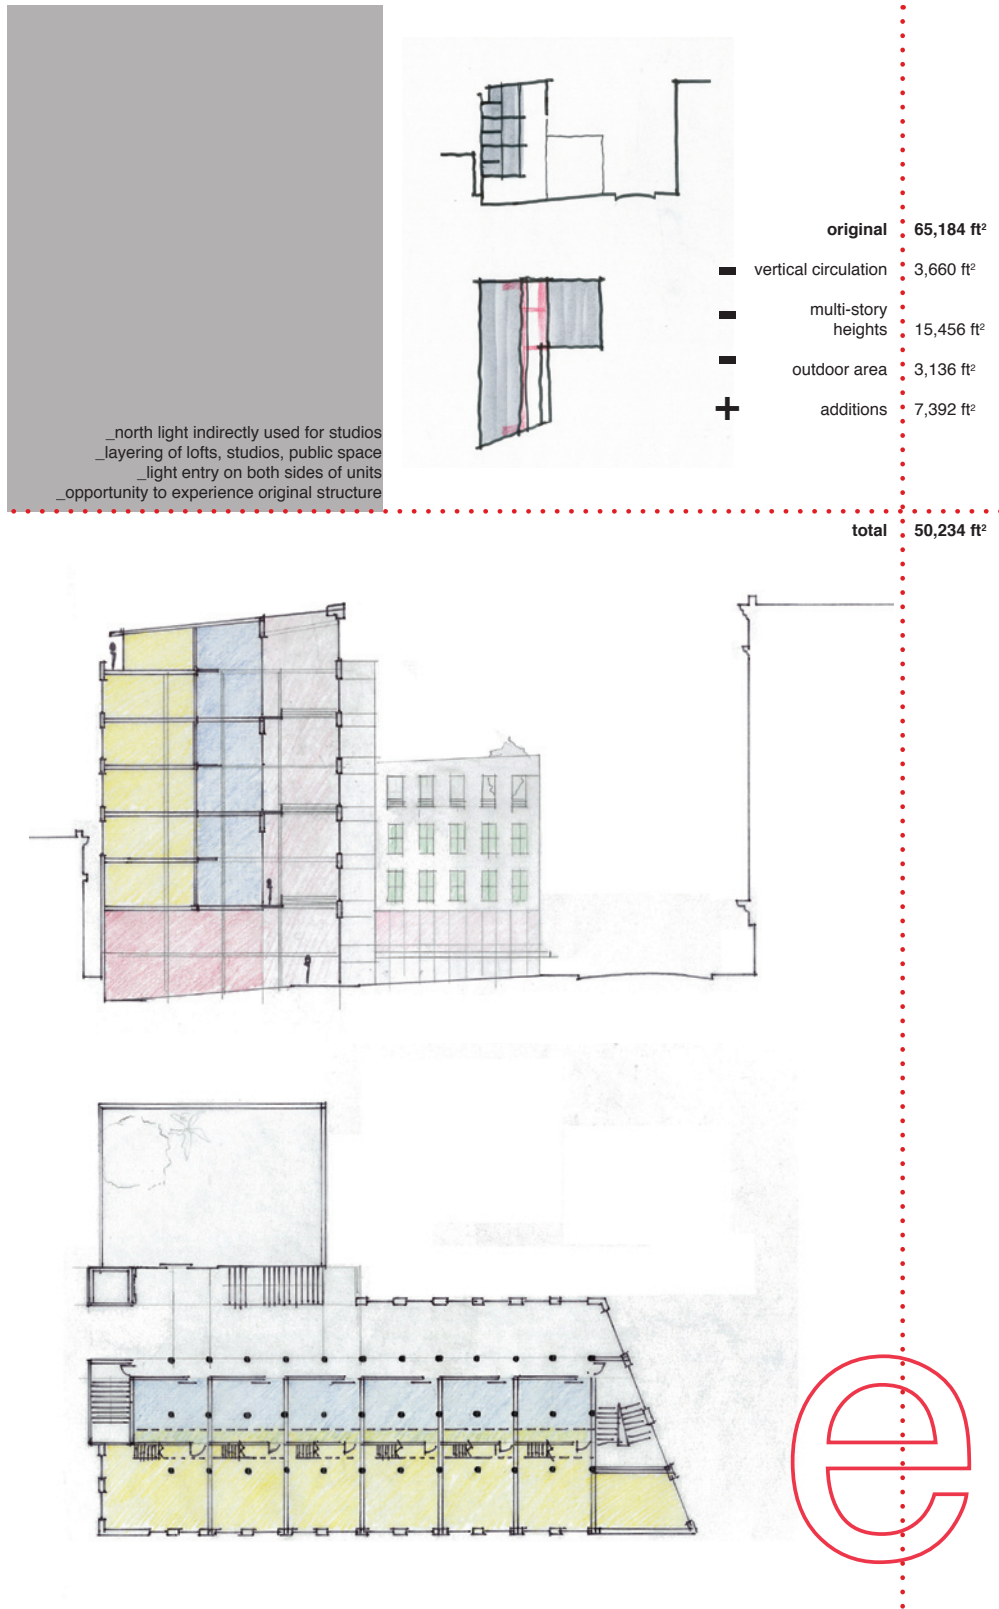 original 65,184 ft²
- vertical circulation 3,660 ft²
- multi-story
heights 15,456 ft²
- outdoor area 3,136 ft²
+ additions 7,392 ft²
_north light indirectly used for studios
_layering of lofts, studios, public space
_light entry on both sides of units
_opportunity to experience original structure
total 50,234 ft²
e